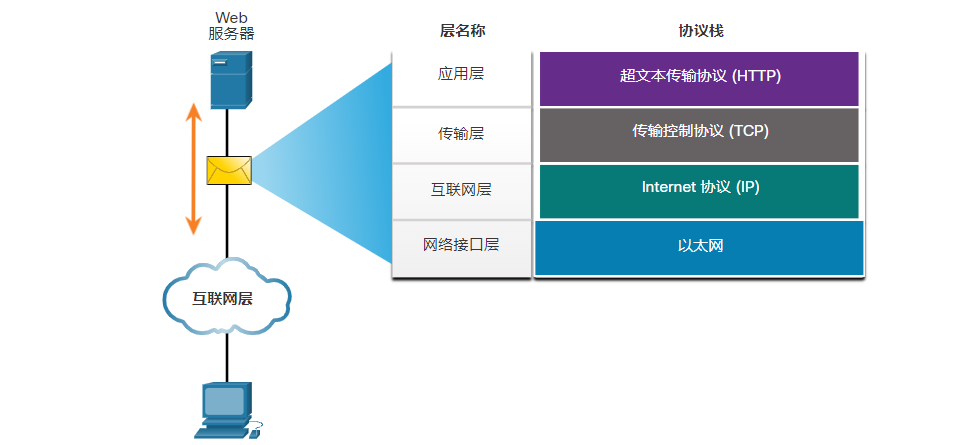 Web
服务器
层名称
协议栈
应用层
超文本传输协议 (HTTP)
传输层
传输控制协议 (TCP)
互联网层
Internet 协议 (IP)
网络接口层
以太网
互联网层